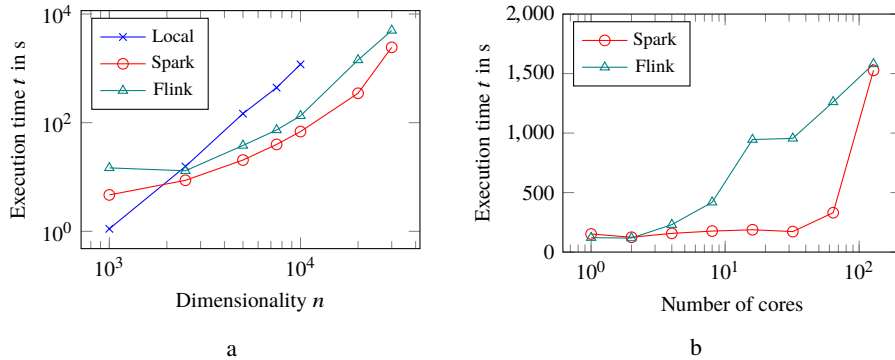 10^4
10^2
10^0
Execution time t in s
Local
Spark
Flink
10^3
10^4
Dimensionality n
a
2,000
1,500
1,000
500
0
Execution time t in s
Spark
Flink
10^0
10^1
10^2
Number of cores
b